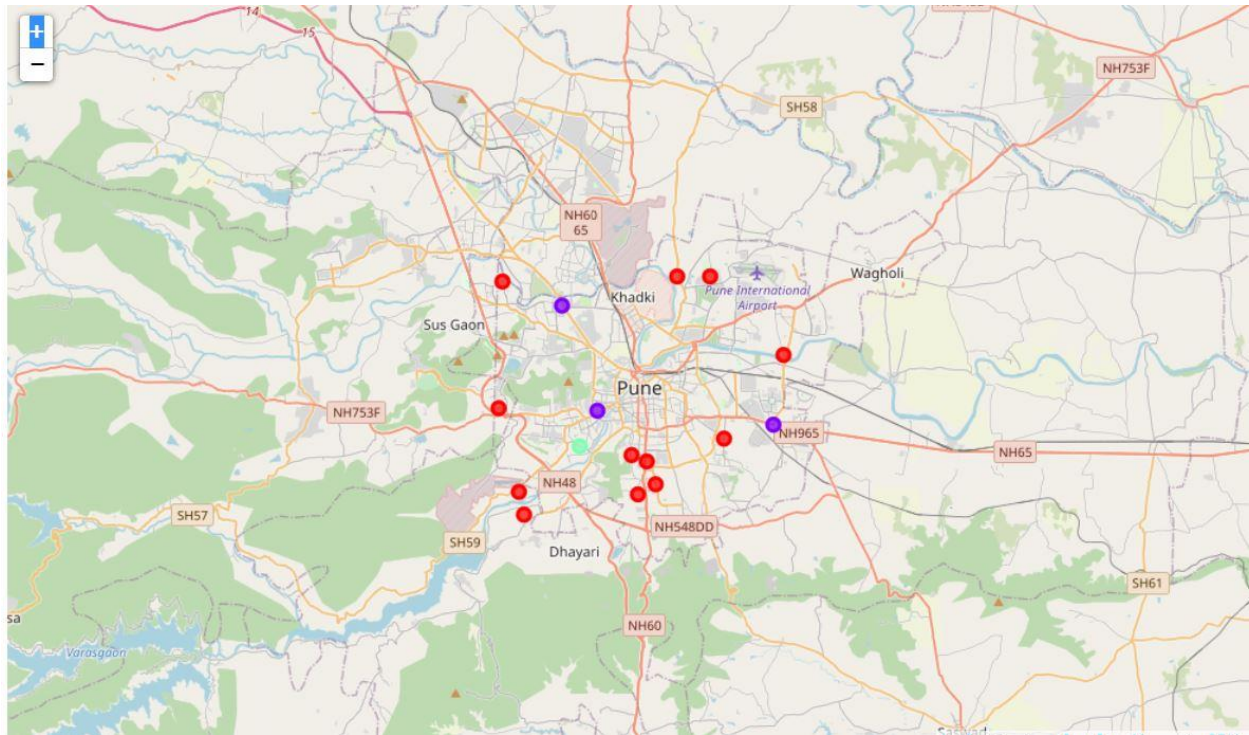 +
−
14
15
NH753F
SH58
NH60
65
Wagholi
Khadki
Pune International
Airport
Sus Gaon
Pune
NH753F
NH965
NH65
NH48
SH57
NH548DD
SH59
Dhayari
SH61
NH60
sa
Varasgaon